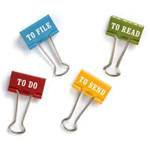 TO FILE
TO READ
TO DO
TO SEND